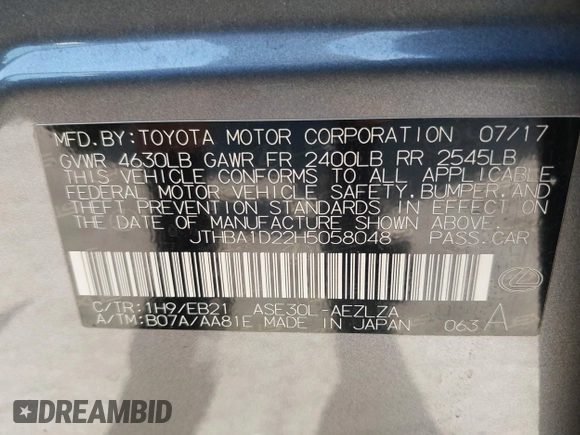 MFD.BY:TOYOTA MOTOR CORPORATION 07/17
GVWR 4630LB GAWR FR 2400LB RR 2545LB
THIS VEHICLE CONFORMS TO ALL APPLICABLE
FEDERAL MOTOR VEHICLE SAFETY,BUMPER,AND
THEFT PREVENTION STANDARDS IN EFFECT ON
THE DATE OF MANUFACTURE SHOWN ABOVE.
JTHBA1D22H5058048 PASS.CAR
C/TR:1H9/EB21 ASE30L-AEZLZA
A/TM:B07A/AA81E MADE IN JAPAN 063 A
DREAMBID